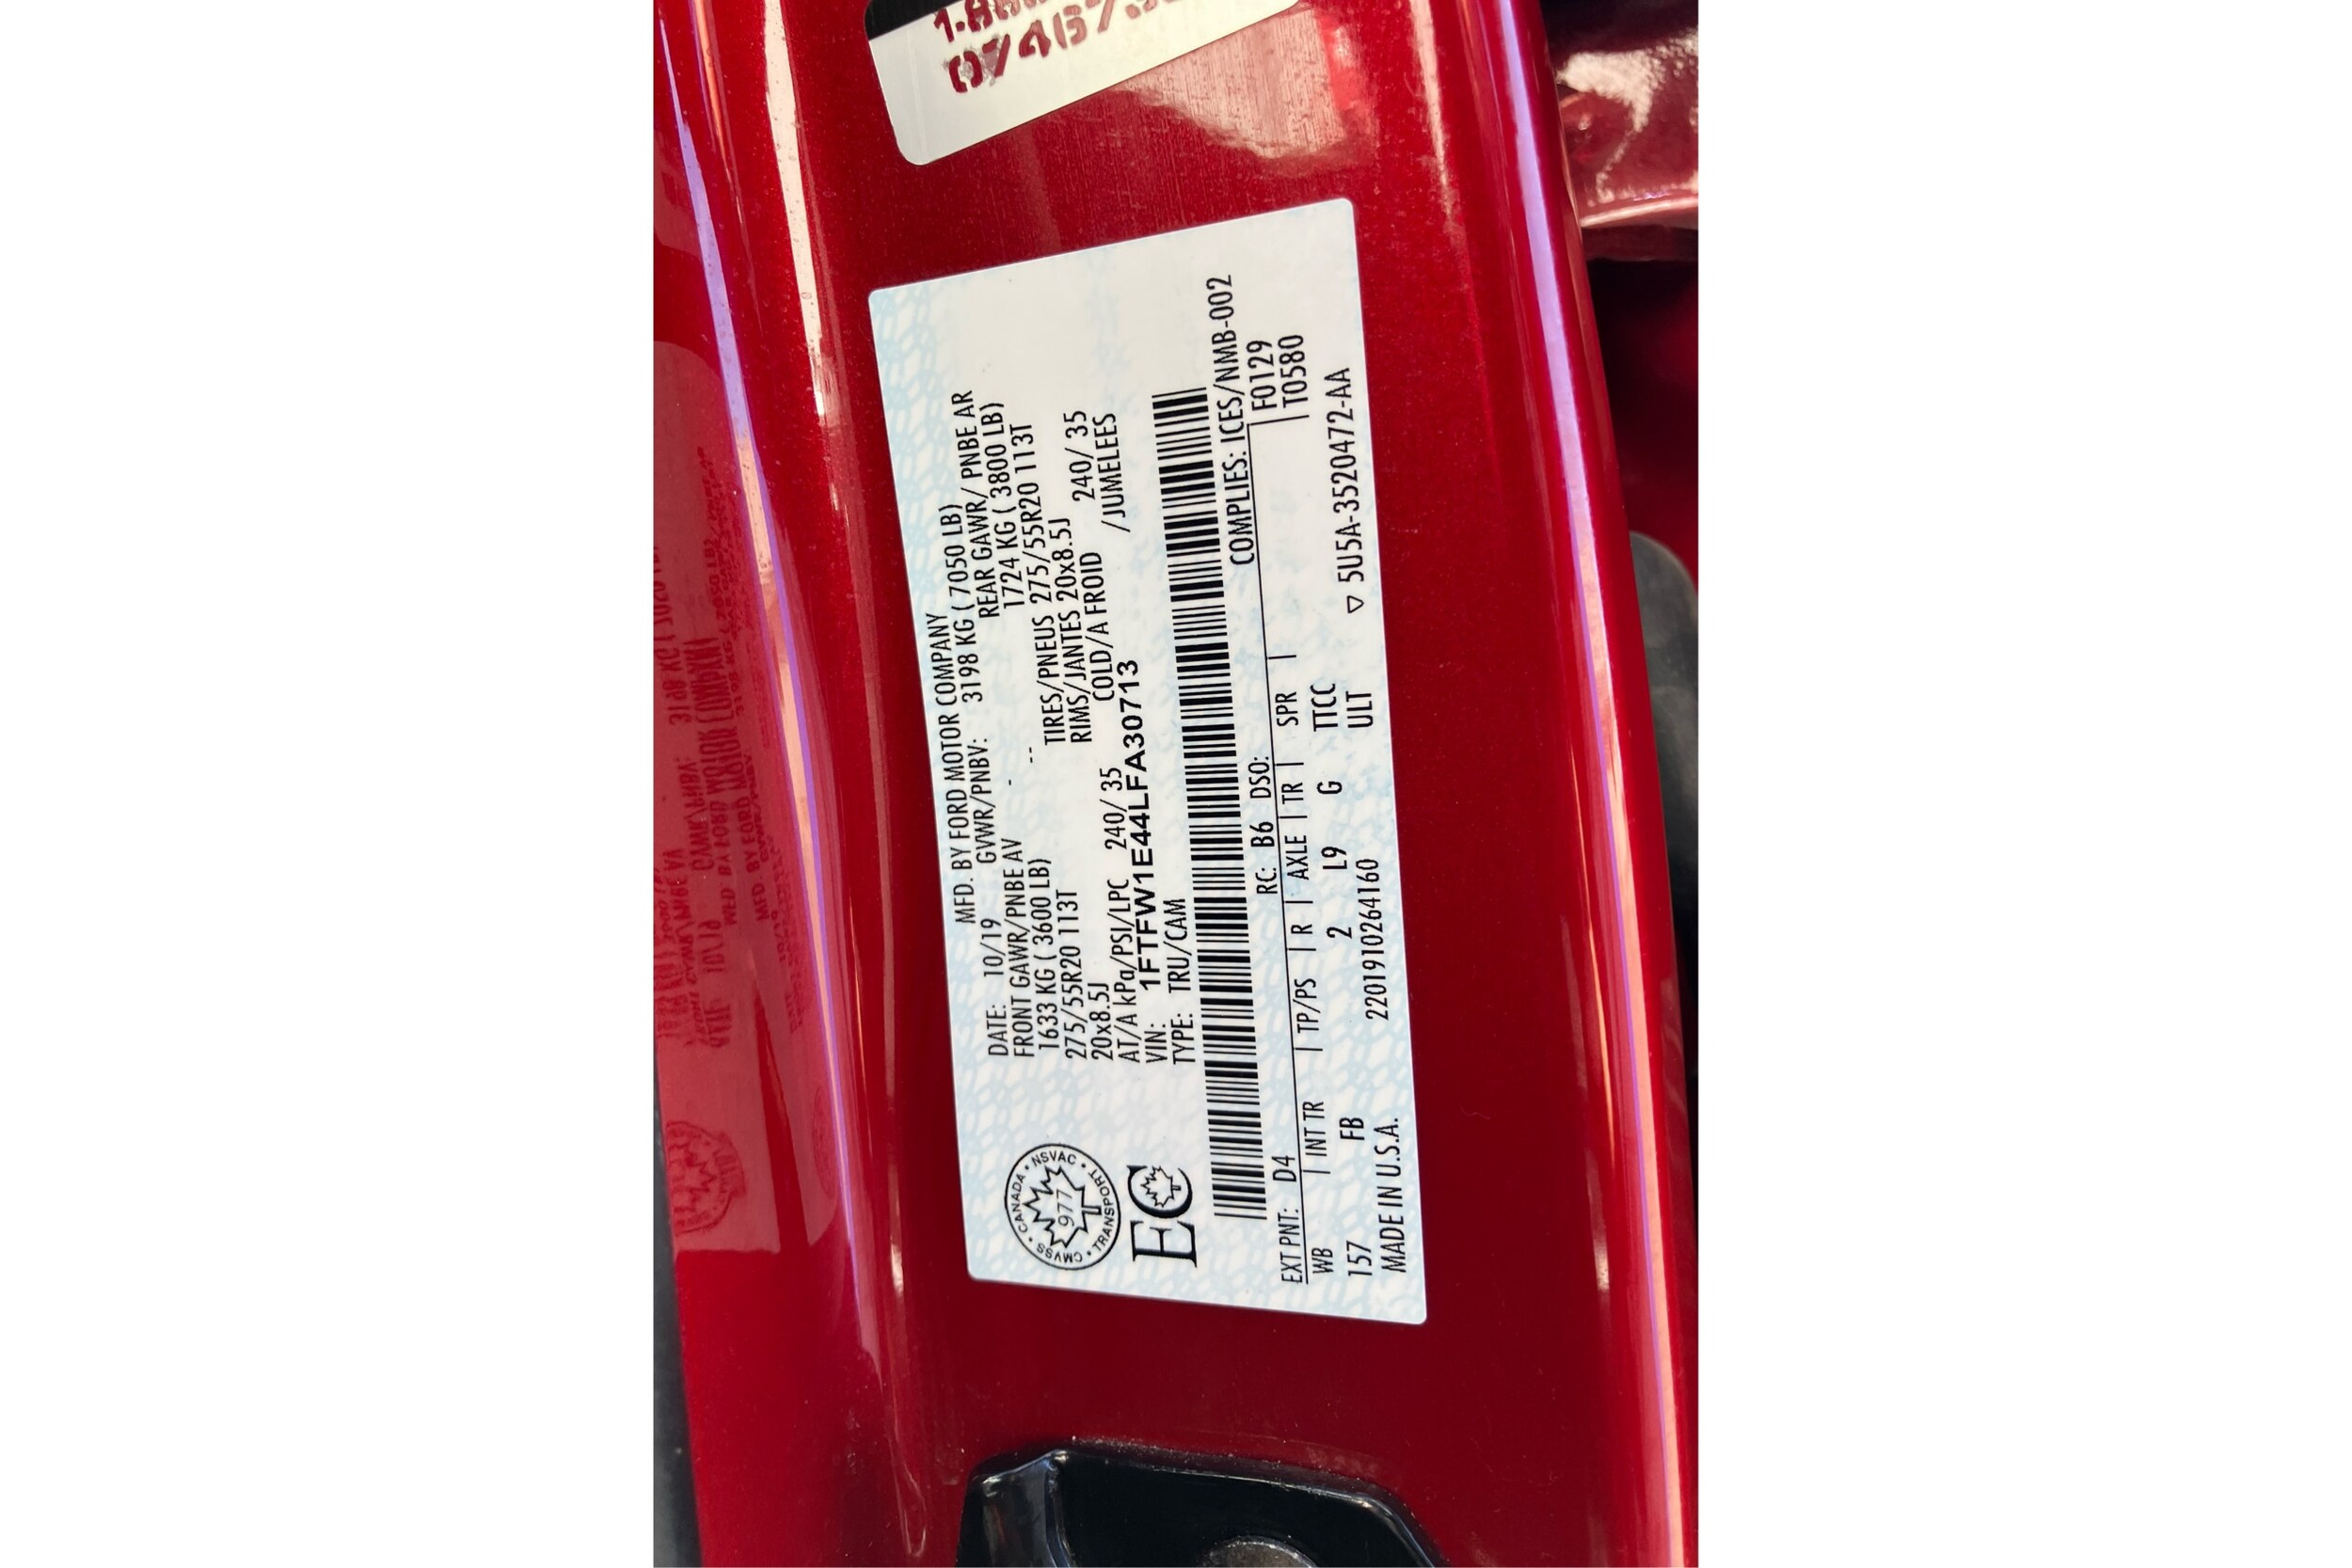 07467
MFD. BY FORD MOTOR COMPANY
DATE: 10/19 GVWR/PNBV: 3198 KG ( 7050 LB)
FRONT GAWR/PNBE AV - REAR GAWR/ PNBE AR
1633 KG ( 3600 LB) -- 1724 KG ( 3800 LB)
275/55R20 113T TIRES/PNEUS 275/55R20 113T
20x8.5J RIMS/JANTES 20x8.5J
AT/A kPa/PSI/LPC 240/ 35 COLD/A FROID 240/ 35
VIN: 1FTFW1E44LFA30713 /JUMELEES
TYPE: TRU/CAM
CMVSS • CANADA • NSVAC • TRANSPORT •
977
EC
COMPLIES: ICES/NMB-002
EXT PNT: D4 RC: B6 DSO: F0129
WB | INT TR | TP/PS | R | AXLE | TR | SPR | T0580
157 FB 2 L9 G TTCC
2201910264160 ULT
MADE IN U.S.A. ▽ 5U5A-3520472-AA